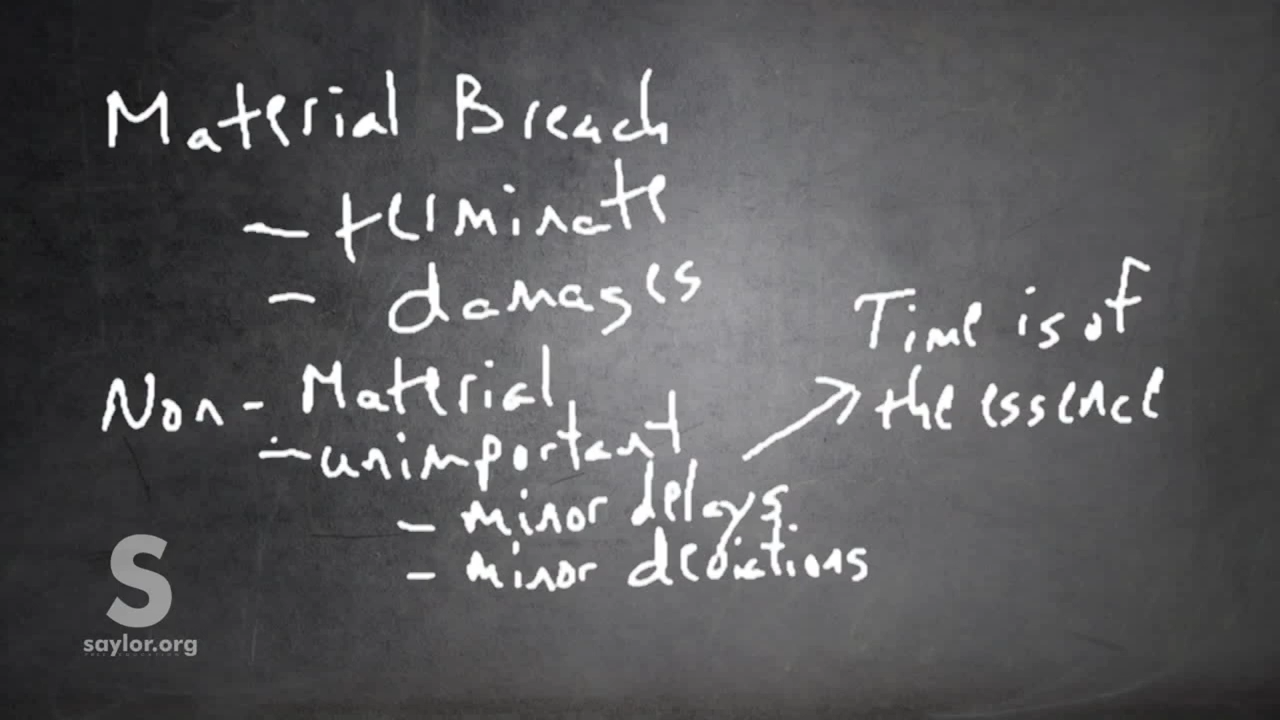 Material Breach
- terminate
- damages
Non-Material
- unimportant
- minor delays.
- minor deviations
Time is of
the essence
S
saylor.org